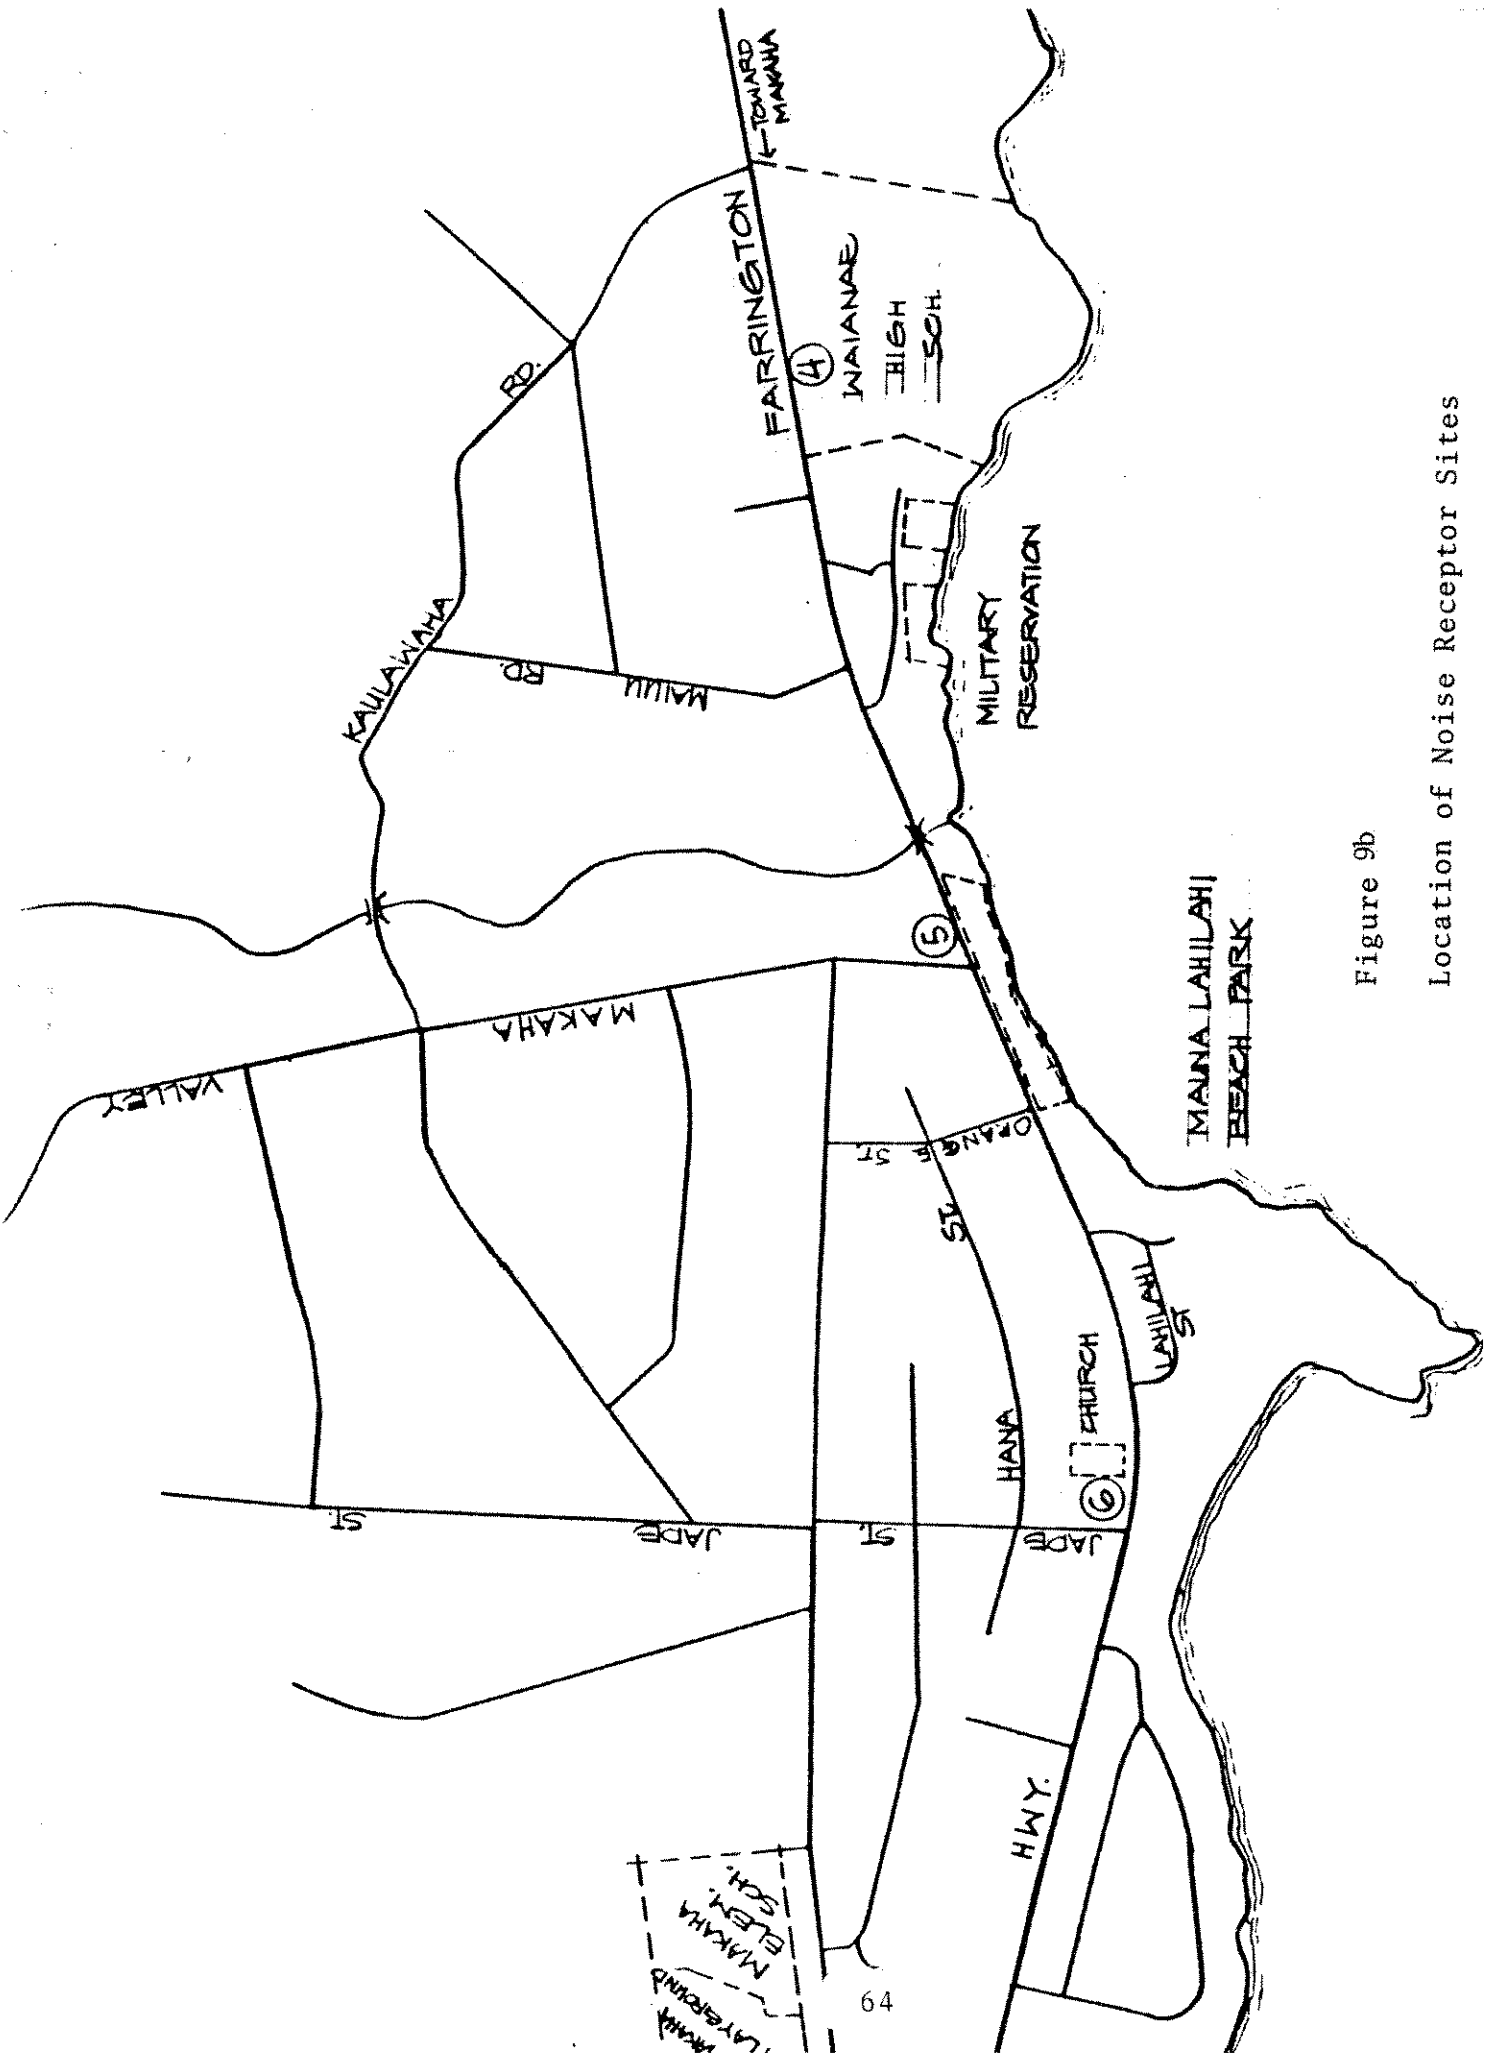 ← TOWARD
MAKAHA
FARRINGTON
④
WAIANAE
HIGH
SCH.
KAULAWAHA
RD.
MAIUU
RD.
MILITARY
RESERVATION
⑤
MAKAHA
VALLEY
MAUNA LAHILAHI
BEACH PARK
ORANGE ST.
HANA
ST.
LAHILAHI
ST
CHURCH
⑥
JADE
ST.
JADE
ST.
HWY.
MAKAHA
ELEM.
SCH.
PLAYGROUND
64
Figure 9b
Location of Noise Receptor Sites